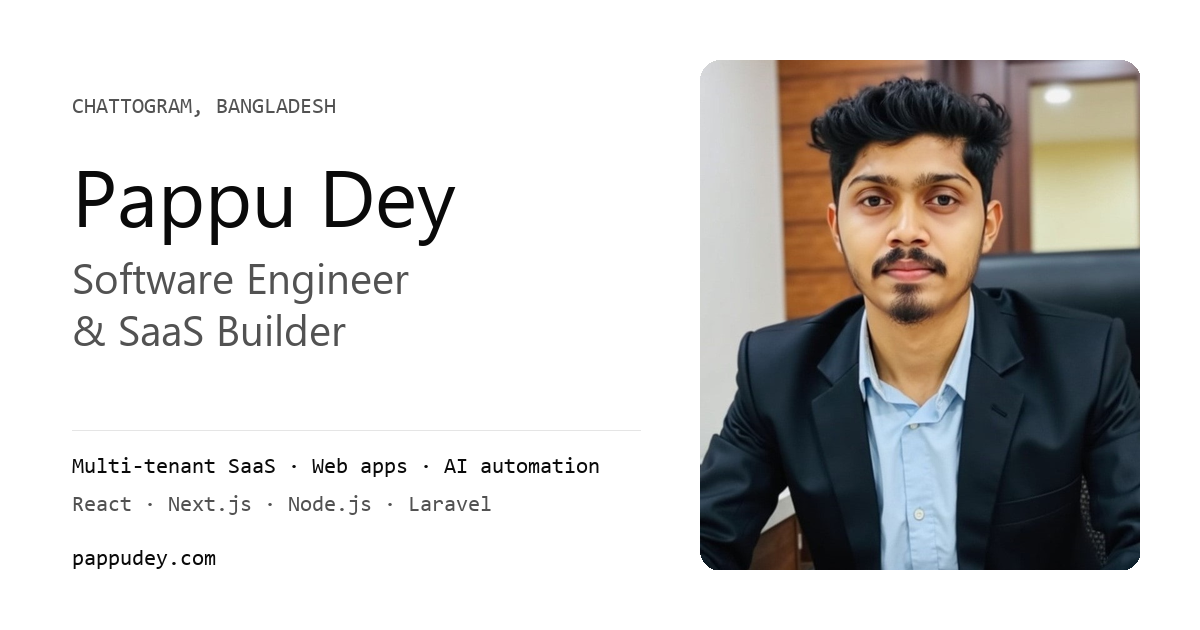 CHATTOGRAM, BANGLADESH
Pappu Dey
Software Engineer
& SaaS Builder
Multi-tenant SaaS · Web apps · AI automation
React · Next.js · Node.js · Laravel
pappudey.com